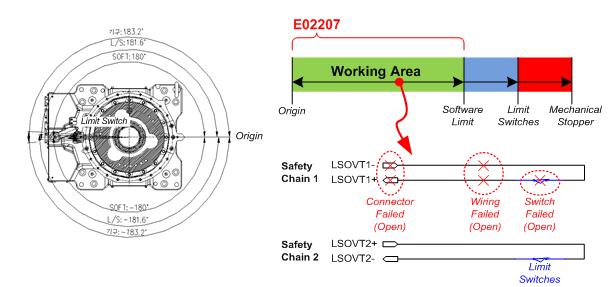 기구:183.2°
L/S:181.6°
SOFT:180°
Limit Switch
Origin
SOFT:-180°
L/S:-181.6°
기구:-183.2°
E02207
Working Area
Origin
Software Limit
Limit Switches
Mechanical Stopper
Safety Chain 1
LSOVT1-
LSOVT1+
Connector Failed (Open)
Wiring Failed (Open)
Switch Failed (Open)
Safety Chain 2
LSOVT2+
LSOVT2-
Limit Switches